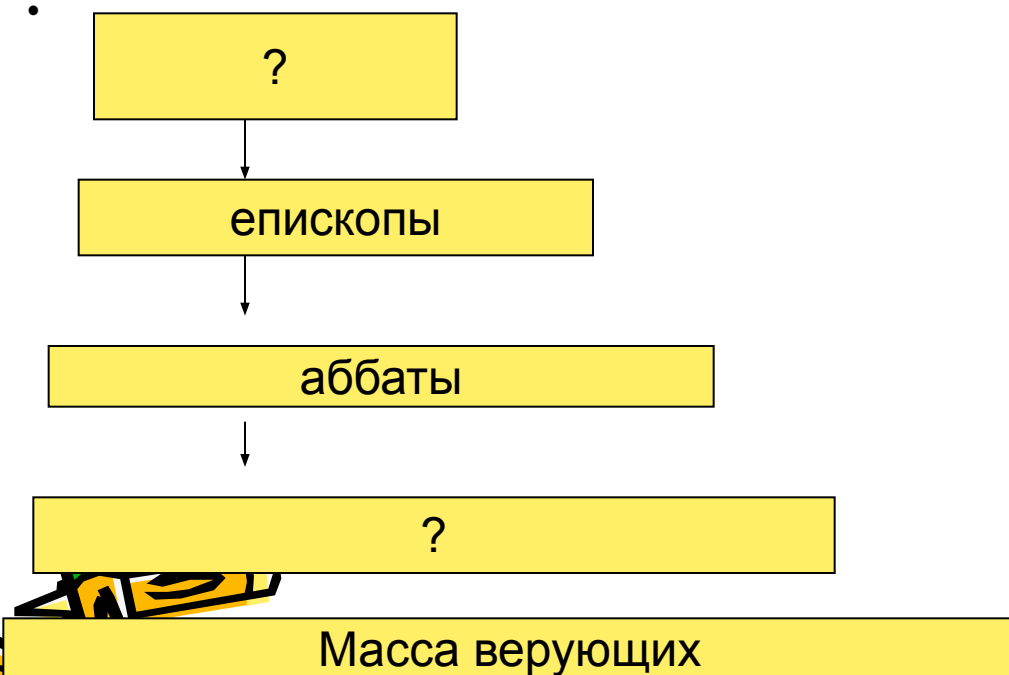 ?
епископы
аббаты
?
Масса верующих